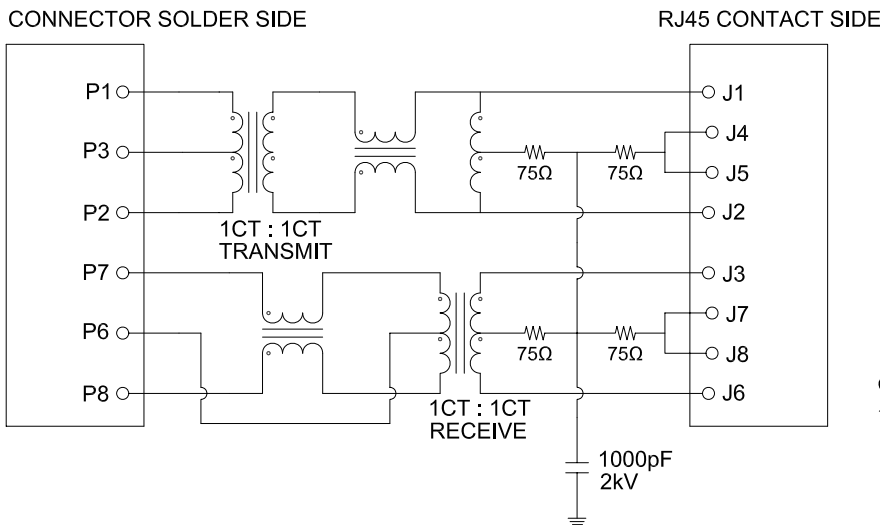 CONNECTOR SOLDER SIDE
RJ45 CONTACT SIDE
P1
J1
J4
P3
75Ω
75Ω
J5
P2
J2
1CT : 1CT
TRANSMIT
P7
J3
J7
P6
75Ω
75Ω
J8
P8
J6
1CT : 1CT
RECEIVE
1000pF
2kV